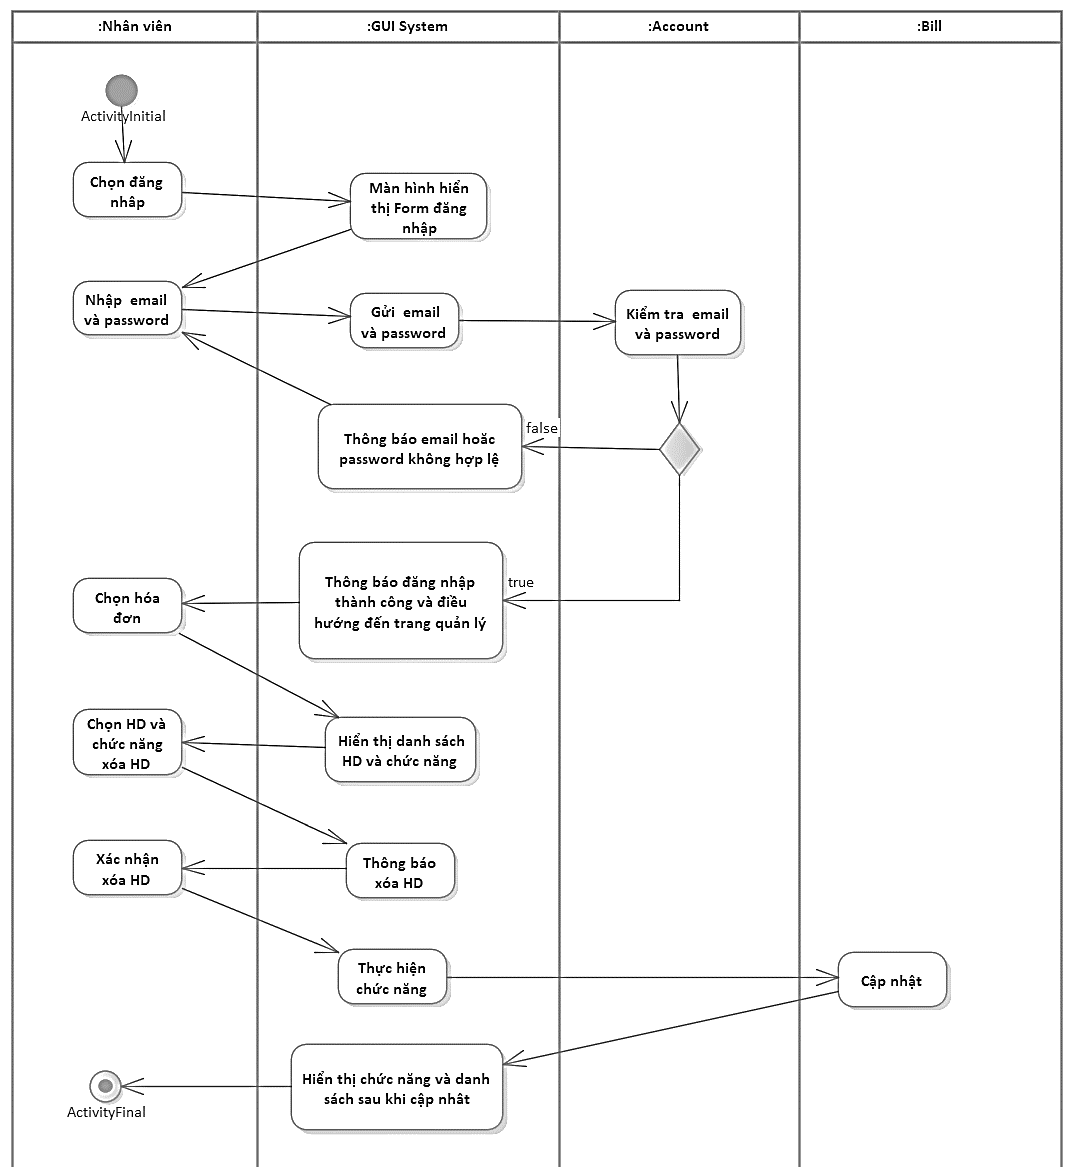 :Nhân viên
:GUI System
:Account
:Bill
ActivityInitial
Chọn đăng
nhâp
Màn hình hiển
thị Form đăng
nhập
Nhập email
và password
Gửi email
và password
Kiểm tra email
và password
false
Thông báo email hoăc
password không hợp lệ
true
Thông báo đăng nhập
thành công và điều
hướng đến trang quản lý
Chọn hóa
đơn
Chọn HD và
chức năng
xóa HD
Hiển thị danh sách
HD và chức năng
Xác nhận
xóa HD
Thông báo
xóa HD
Thực hiện
chức năng
Cập nhật
Hiển thị chức năng và danh
sách sau khi cập nhât
ActivityFinal